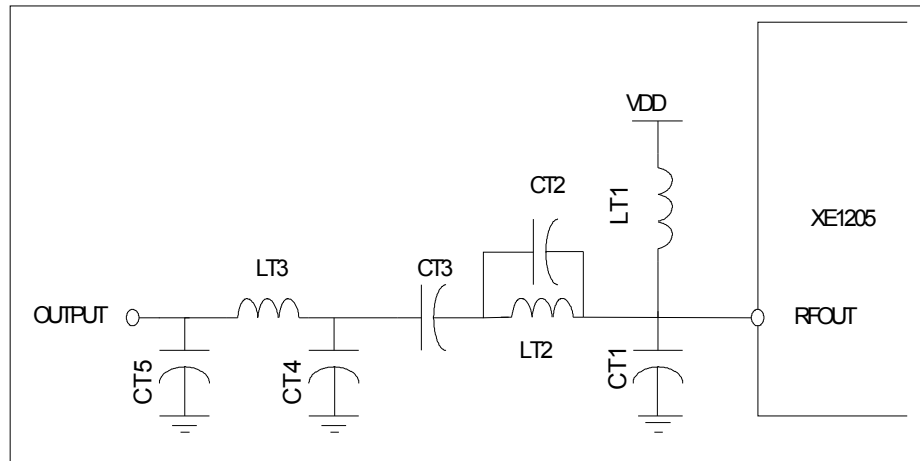 VDD
CT2
LT1
XE1205
LT3
CT3
OUTPUT
RFOUT
LT2
CT5
CT4
CT1